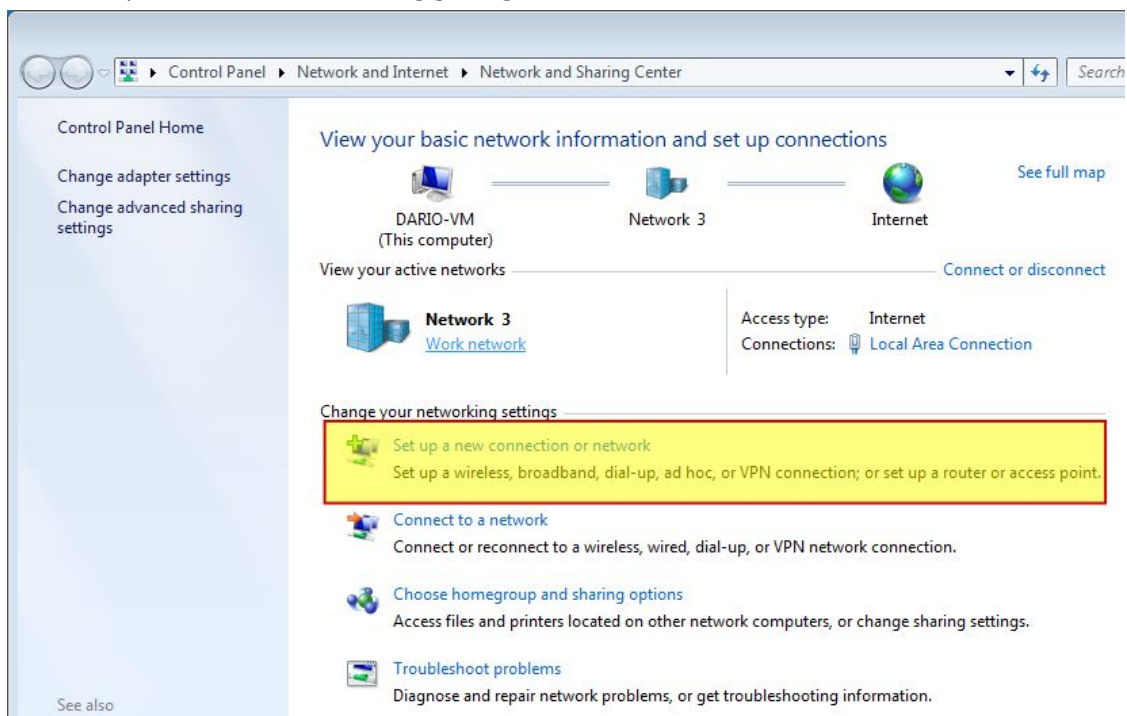 Control Panel ▸ Network and Internet ▸ Network and Sharing Center
Search
Control Panel Home
Change adapter settings
Change advanced sharing
settings
View your basic network information and set up connections
See full map
DARIO-VM
(This computer)
Network 3
Internet
View your active networks
Connect or disconnect
Network 3
Work network
Access type: Internet
Connections: Local Area Connection
Change your networking settings
Set up a new connection or network
Set up a wireless, broadband, dial-up, ad hoc, or VPN connection; or set up a router or access point.
Connect to a network
Connect or reconnect to a wireless, wired, dial-up, or VPN network connection.
Choose homegroup and sharing options
Access files and printers located on other network computers, or change sharing settings.
Troubleshoot problems
Diagnose and repair network problems, or get troubleshooting information.
See also